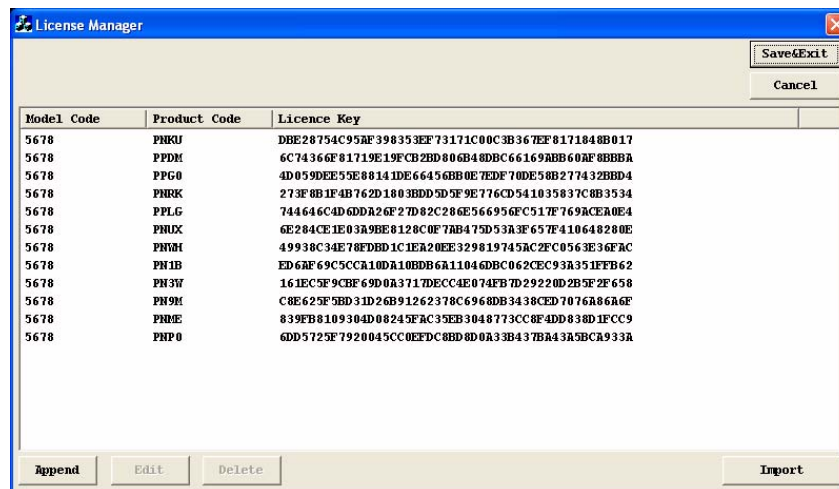 License Manager
Save&Exit
Cancel
Model Code Product Code Licence Key
5678 PNKU DBE28754C95AF398353EF73171C00C3B367EF8171848B017
5678 PPDM 6C74366F81719E19FCB2BD806B48DBC66169ABB60AF8BBBA
5678 PPG0 4D059DEE55E88141DE66456BB0E7EDF70DE58B277432BBD4
5678 PNRK 273F8B1F4B762D1803BDD5D5F9E776CD541035837C8B3534
5678 PPLG 744646C4D6DDA26F27D82C286E566956FC517F769ACEA0E4
5678 PNUX 6E284CE1E03A9BE8128C0F7AB475D53A3F657F410648280E
5678 PNWH 49938C34E78FDBD1C1EA20EE329819745AC2FC0563E36FAC
5678 PN1B ED6AF69C5CCA10DA10BDB6A11046DBC062CEC93A351FFB62
5678 PN3W 161EC5F9CBF69D0A3717DECC4E074FB7D29220D2B5F2F658
5678 PN9M C8E625F5BD31D26B91262378C6968DB3438CED7076A86A6F
5678 PNME 839FB8109304D08245FAC35EB3048773CC8F4DD838D1FCC9
5678 PNP0 6DD5725F7920045CC0EFDC8BD8D0A33B437BA43A5BCA933A
Append Edit Delete Import